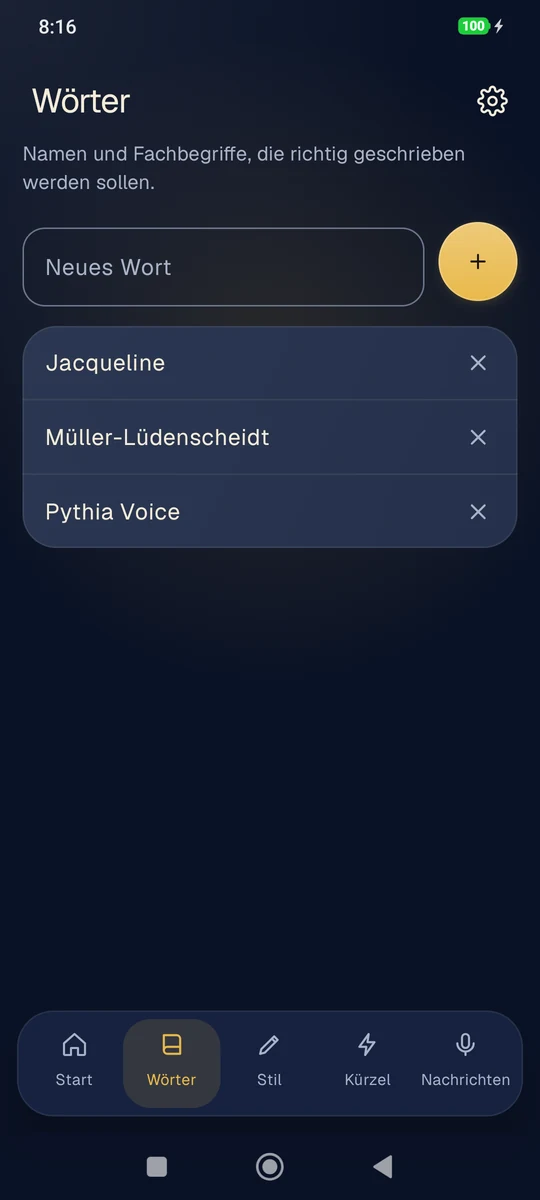 8:16
100
Wörter
Namen und Fachbegriffe, die richtig geschrieben
werden sollen.
Neues Wort
+
Jacqueline
Müller-Lüdenscheidt
Pythia Voice
Start
Wörter
Stil
Kürzel
Nachrichten